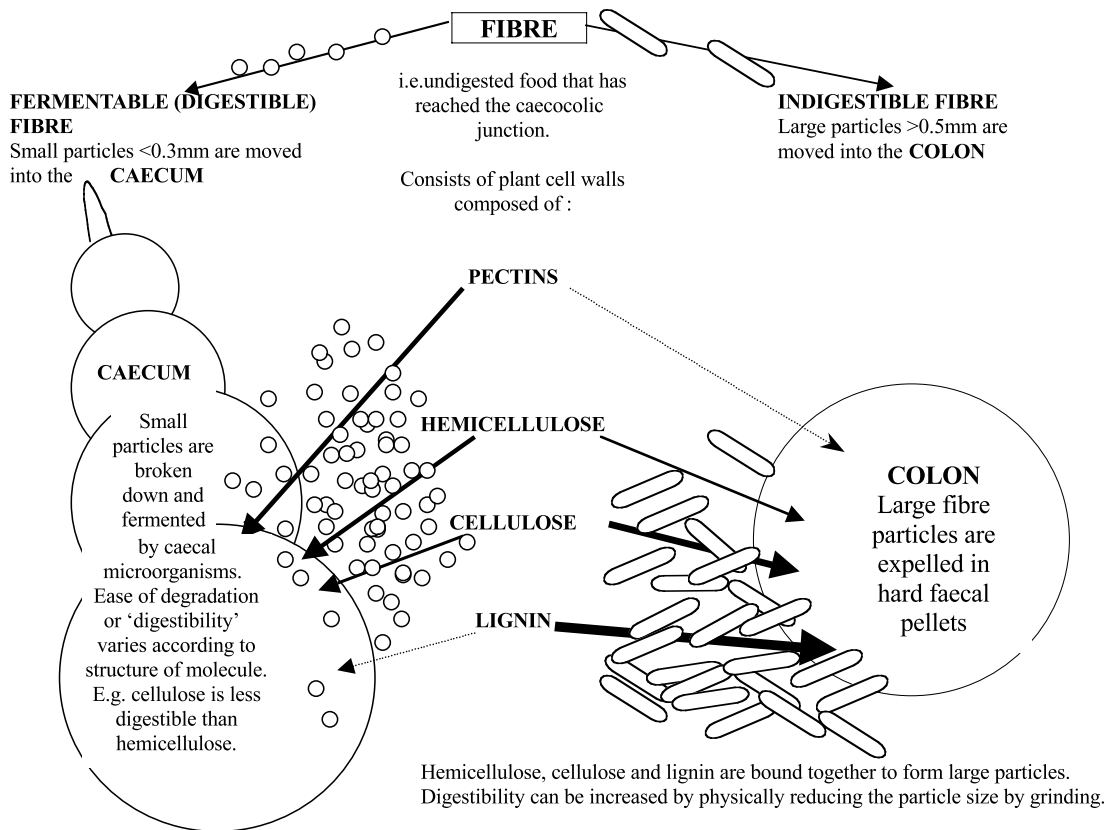 FIBRE
i.e.undigested food that has
reached the caecocolic
junction.
Consists of plant cell walls
composed of :
FERMENTABLE (DIGESTIBLE)
FIBRE
Small particles <0.3mm are moved
into the CAECUM
INDIGESTIBLE FIBRE
Large particles >0.5mm are
moved into the COLON
PECTINS
HEMICELLULOSE
CELLULOSE
LIGNIN
CAECUM
Small
particles are
broken
down and
fermented
by caecal
microorganisms.
Ease of degradation
or ‘digestibility’
varies according to
structure of molecule.
E.g. cellulose is less
digestible than
hemicellulose.
COLON
Large fibre
particles are
expelled in
hard faecal
pellets
Hemicellulose, cellulose and lignin are bound together to form large particles.
Digestibility can be increased by physically reducing the particle size by grinding.